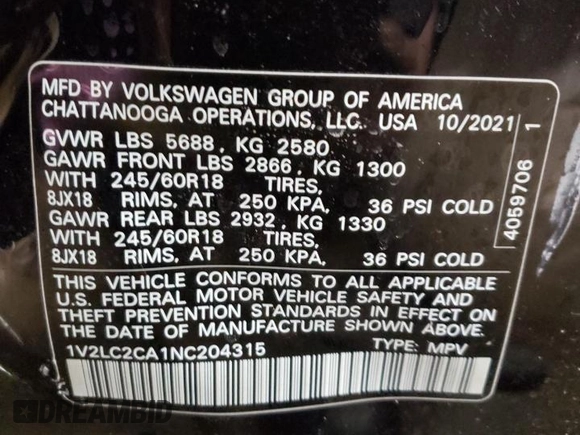 MFD BY VOLKSWAGEN GROUP OF AMERICA
CHATTANOOGA OPERATIONS, LLC. USA 10/2021
GVWR LBS 5688, KG 2580
GAWR FRONT LBS 2866, KG 1300
WITH 245/60R18 TIRES,
8JX18 RIMS, AT 250 KPA, 36 PSI COLD
GAWR REAR LBS 2932, KG 1330
WITH 245/60R18 TIRES,
8JX18 RIMS, AT 250 KPA, 36 PSI COLD
THIS VEHICLE CONFORMS TO ALL APPLICABLE
U.S. FEDERAL MOTOR VEHICLE SAFETY AND
THEFT PREVENTION STANDARDS IN EFFECT ON
THE DATE OF MANUFACTURE SHOWN ABOVE.
1V2LC2CA1NC204315 TYPE: MPV
4059706 1
DREAMBID